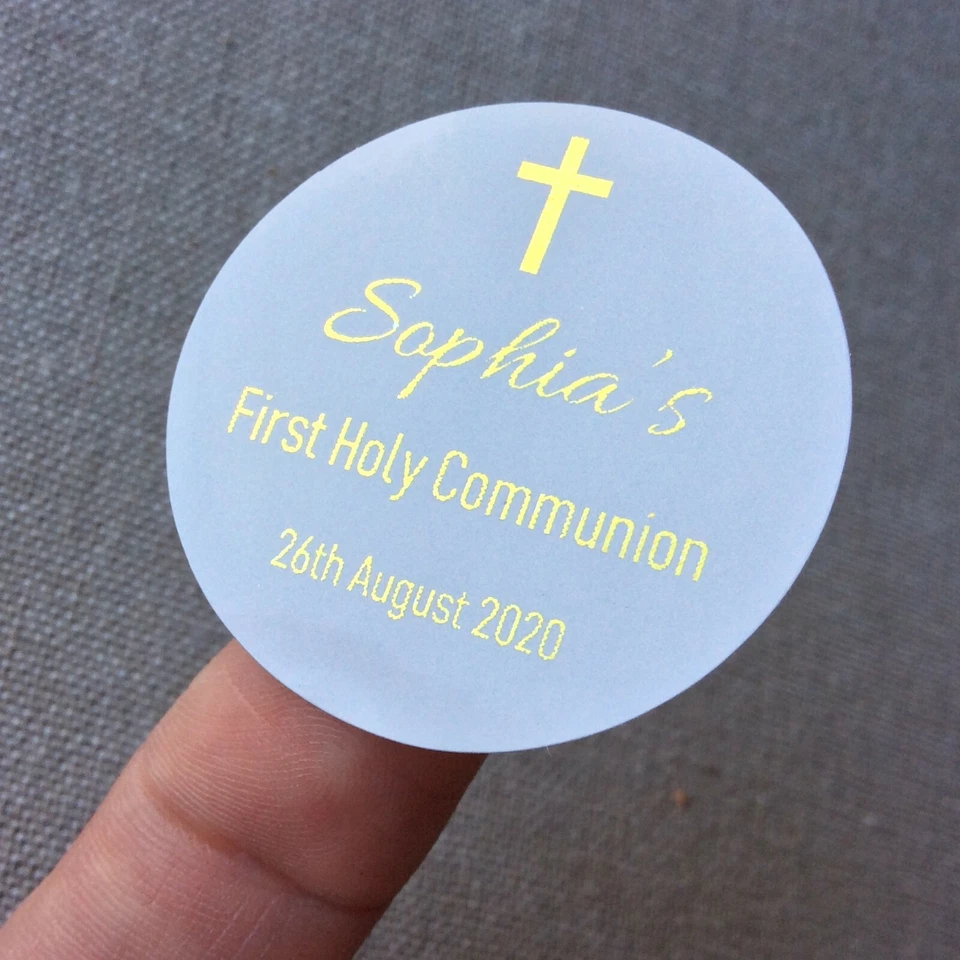 Sophia's
First Holy Communion
26th August 2020